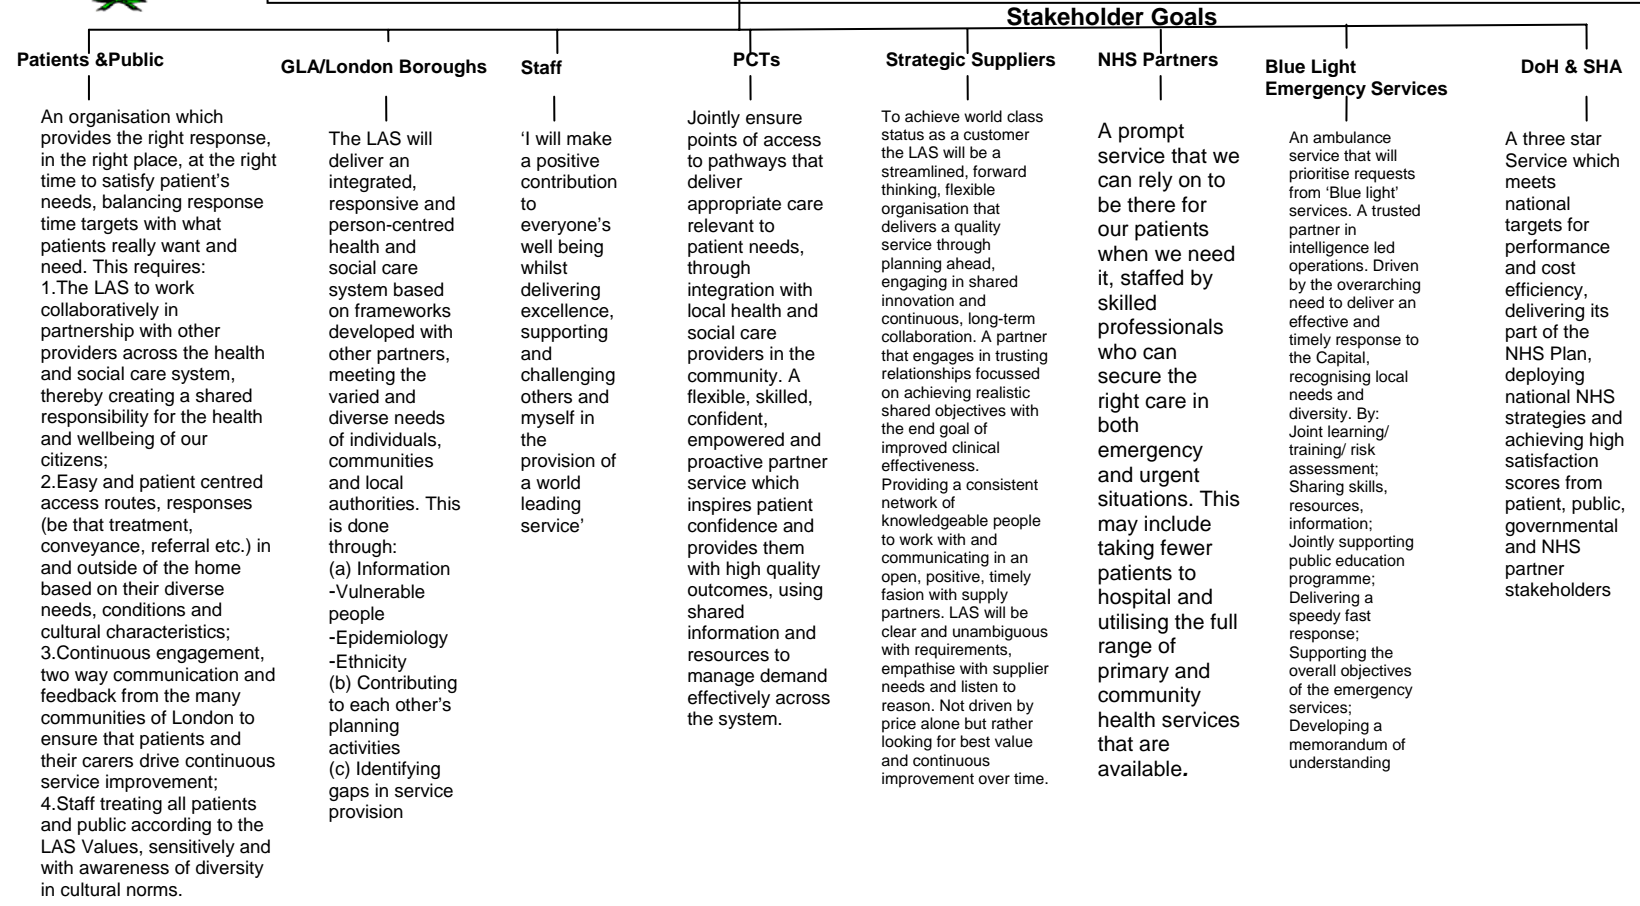 Stakeholder Goals
Patients &Public
An organisation which
provides the right response,
in the right place, at the right
time to satisfy patient's
needs, balancing response
time targets with what
patients really want and
need. This requires:
1.The LAS to work
collaboratively in
partnership with other
providers across the health
and social care system,
thereby creating a shared
responsibility for the health
and wellbeing of our
citizens;
2.Easy and patient centred
access routes, responses
(be that treatment,
conveyance, referral etc.) in
and outside of the home
based on their diverse
needs, conditions and
cultural characteristics;
3.Continuous engagement,
two way communication and
feedback from the many
communities of London to
ensure that patients and
their carers drive continuous
service improvement;
4.Staff treating all patients
and public according to the
LAS Values, sensitively and
with awareness of diversity
in cultural norms.
GLA/London Boroughs
The LAS will
deliver an
integrated,
responsive and
person-centred
health and
social care
system based
on frameworks
developed with
other partners,
meeting the
varied and
diverse needs
of individuals,
communities
and local
authorities. This
is done
through:
(a) Information
-Vulnerable
people
-Epidemiology
-Ethnicity
(b) Contributing
to each other's
planning
activities
(c) Identifying
gaps in service
provision
Staff
'I will make
a positive
contribution
to
everyone's
well being
whilst
delivering
excellence,
supporting
and
challenging
others and
myself in
the
provision of
a world
leading
service'
PCTs
Jointly ensure
points of access
to pathways that
deliver
appropriate care
relevant to
patient needs,
through
integration with
local health and
social care
providers in the
community. A
flexible, skilled,
confident,
empowered and
proactive partner
service which
inspires patient
confidence and
provides them
with high quality
outcomes, using
shared
information and
resources to
manage demand
effectively across
the system.
Strategic Suppliers
To achieve world class
status as a customer
the LAS will be a
streamlined, forward
thinking, flexible
organisation that
delivers a quality
service through
planning ahead,
engaging in shared
innovation and
continuous, long-term
collaboration. A partner
that engages in trusting
relationships focussed
on achieving realistic
shared objectives with
the end goal of
improved clinical
effectiveness.
Providing a consistent
network of
knowledgeable people
to work with and
communicating in an
open, positive, timely
fasion with supply
partners. LAS will be
clear and unambiguous
with requirements,
empathise with supplier
needs and listen to
reason. Not driven by
price alone but rather
looking for best value
and continuous
improvement over time.
NHS Partners
A prompt
service that we
can rely on to
be there for
our patients
when we need
it, staffed by
skilled
professionals
who can
secure the
right care in
both
emergency
and urgent
situations. This
may include
taking fewer
patients to
hospital and
utilising the full
range of
primary and
community
health services
that are
available.
Blue Light
Emergency Services
An ambulance
service that will
prioritise requests
from 'Blue light'
services. A trusted
partner in
intelligence led
operations. Driven
by the overarching
need to deliver an
effective and
timely response to
the Capital,
recognising local
needs and
diversity. By:
Joint learning/
training/ risk
assessment;
Sharing skills,
resources,
information;
Jointly supporting
public education
programme;
Delivering a
speedy fast
response;
Supporting the
overall objectives
of the emergency
services;
Developing a
memorandum of
understanding
DoH & SHA
A three star
Service which
meets
national
targets for
performance
and cost
efficiency,
delivering its
part of the
NHS Plan,
deploying
national NHS
strategies and
achieving high
satisfaction
scores from
patient, public,
governmental
and NHS
partner
stakeholders